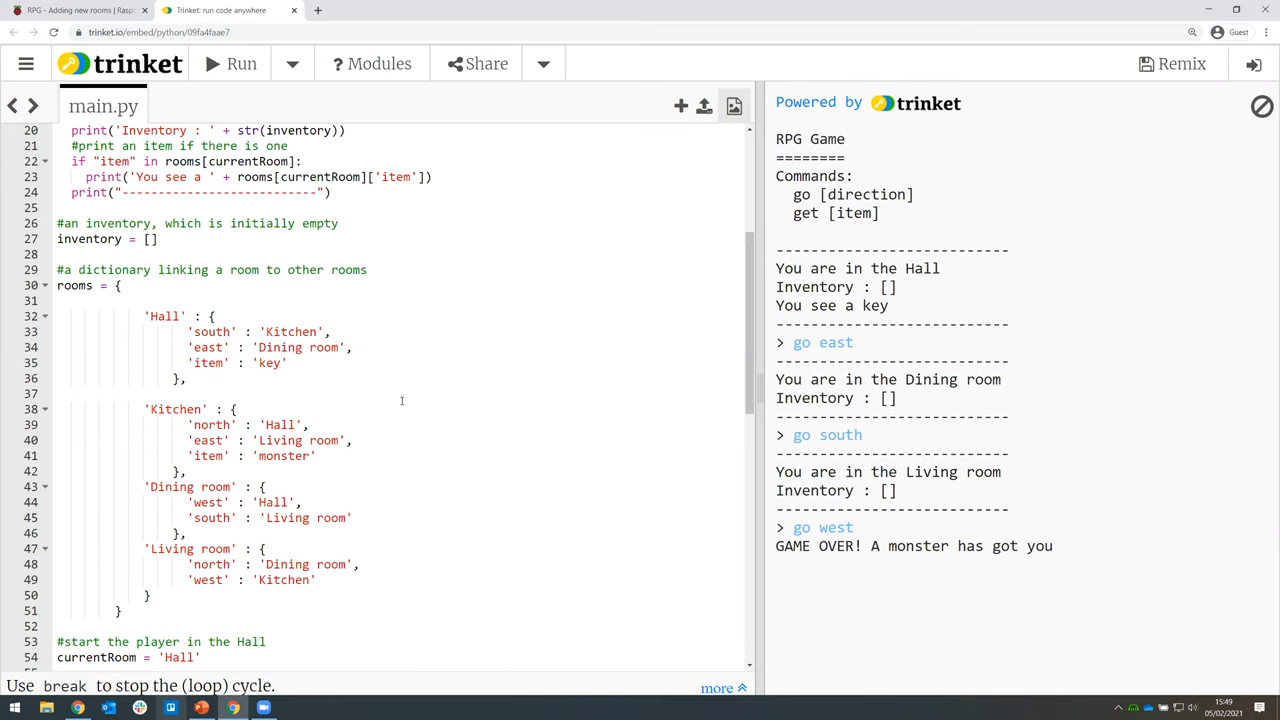 RPG - Adding new rooms | Rasp
Trinket: run code anywhere
trinket.io/embed/python/09fa4faae7
Guest
trinket
Run
? Modules
Share
Remix
main.py
20 print('Inventory : ' + str(inventory))
21 #print an item if there is one
22 if "item" in rooms[currentRoom]:
23 print('You see a ' + rooms[currentRoom]['item'])
24 print("---------------------------")
25
26 #an inventory, which is initially empty
27 inventory = []
28
29 #a dictionary linking a room to other rooms
30 rooms = {
31
32 'Hall' : {
33 'south' : 'Kitchen',
34 'east' : 'Dining room',
35 'item' : 'key'
36 },
37
38 'Kitchen' : {
39 'north' : 'Hall',
40 'east' : 'Living room',
41 'item' : 'monster'
42 },
43 'Dining room' : {
44 'west' : 'Hall',
45 'south' : 'Living room'
46 },
47 'Living room' : {
48 'north' : 'Dining room',
49 'west' : 'Kitchen'
50 }
51 }
52
53 #start the player in the Hall
54 currentRoom = 'Hall'
Use break to stop the (loop) cycle.
more
Powered by trinket
RPG Game
========
Commands:
go [direction]
get [item]
---------------------------
You are in the Hall
Inventory : []
You see a key
---------------------------
> go east
---------------------------
You are in the Dining room
Inventory : []
---------------------------
> go south
---------------------------
You are in the Living room
Inventory : []
---------------------------
> go west
GAME OVER! A monster has got you
15:49
05/02/2021